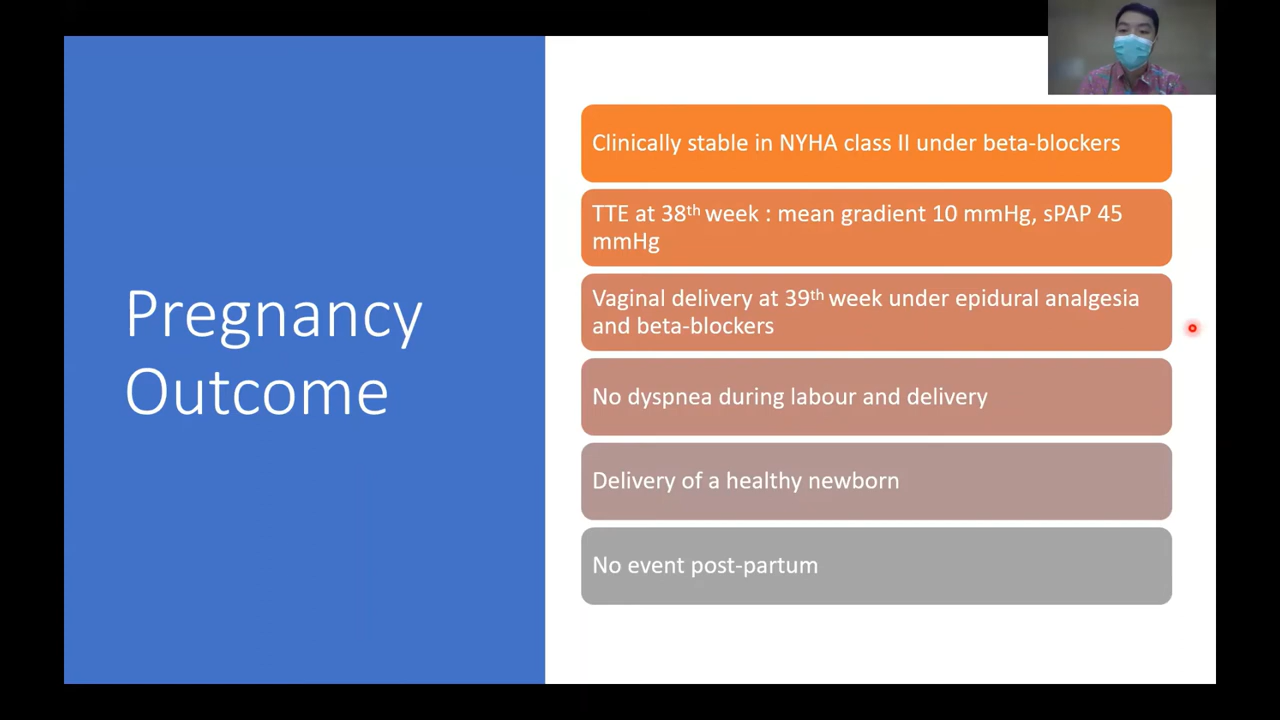 Pregnancy
Outcome
Clinically stable in NYHA class II under beta-blockers
TTE at 38th week : mean gradient 10 mmHg, sPAP 45
mmHg
Vaginal delivery at 39th week under epidural analgesia
and beta-blockers
No dyspnea during labour and delivery
Delivery of a healthy newborn
No event post-partum